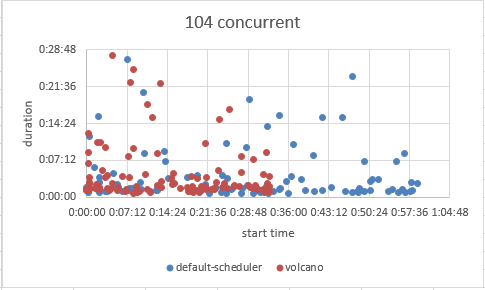 104 concurrent
0:28:48
0:21:36
0:14:24
0:07:12
0:00:00
0:00:00 0:07:12 0:14:24 0:21:36 0:28:48 0:36:00 0:43:12 0:50:24 0:57:36 1:04:48
duration
start time
default-scheduler volcano